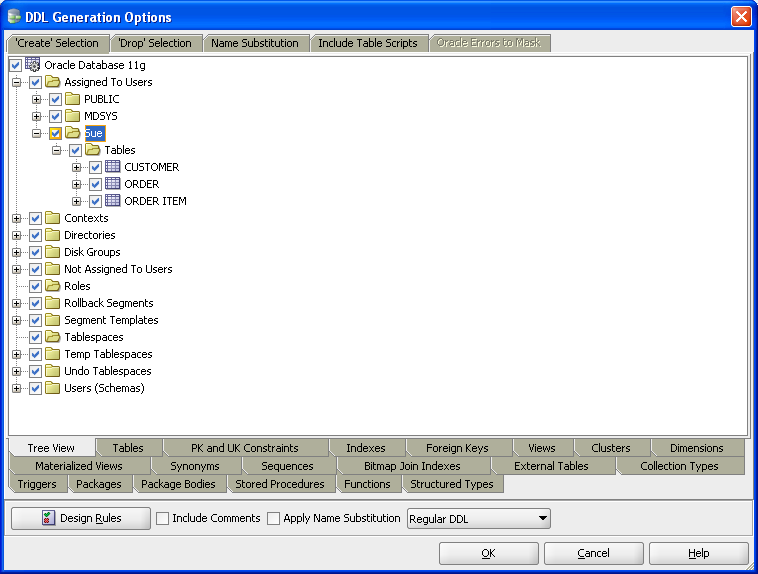 DDL Generation Options
'Create' Selection 'Drop' Selection Name Substitution Include Table Scripts Oracle Errors to Mask
Oracle Database 11g
Assigned To Users
PUBLIC
MDSYS
Sue
Tables
CUSTOMER
ORDER
ORDER ITEM
Contexts
Directories
Disk Groups
Not Assigned To Users
Roles
Rollback Segments
Segment Templates
Tablespaces
Temp Tablespaces
Undo Tablespaces
Users (Schemas)
Tree View Tables PK and UK Constraints Indexes Foreign Keys Views Clusters Dimensions
Materialized Views Synonyms Sequences Bitmap Join Indexes External Tables Collection Types
Triggers Packages Package Bodies Stored Procedures Functions Structured Types
Design Rules Include Comments Apply Name Substitution Regular DDL
OK Cancel Help